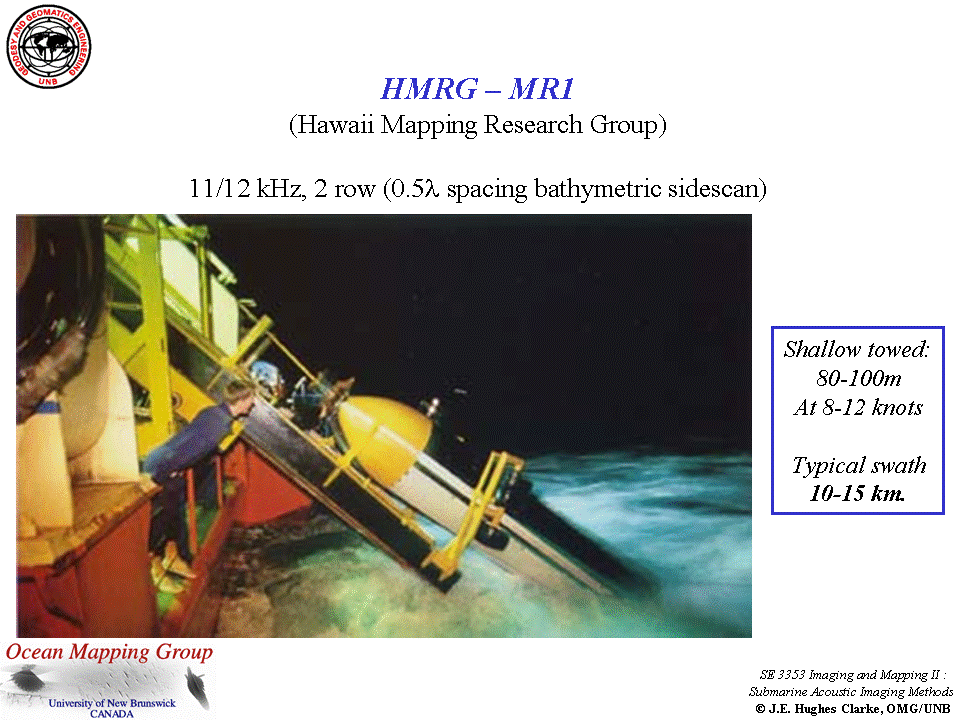 GEODESY AND GEOMATICS ENGINEERING
UNB
HMRG – MR1
(Hawaii Mapping Research Group)
11/12 kHz, 2 row (0.5λ spacing bathymetric sidescan)
Shallow towed:
80-100m
At 8-12 knots
Typical swath
10-15 km.
Ocean Mapping Group
University of New Brunswick
CANADA
SE 3353 Imaging and Mapping II :
Submarine Acoustic Imaging Methods
© J.E. Hughes Clarke, OMG/UNB